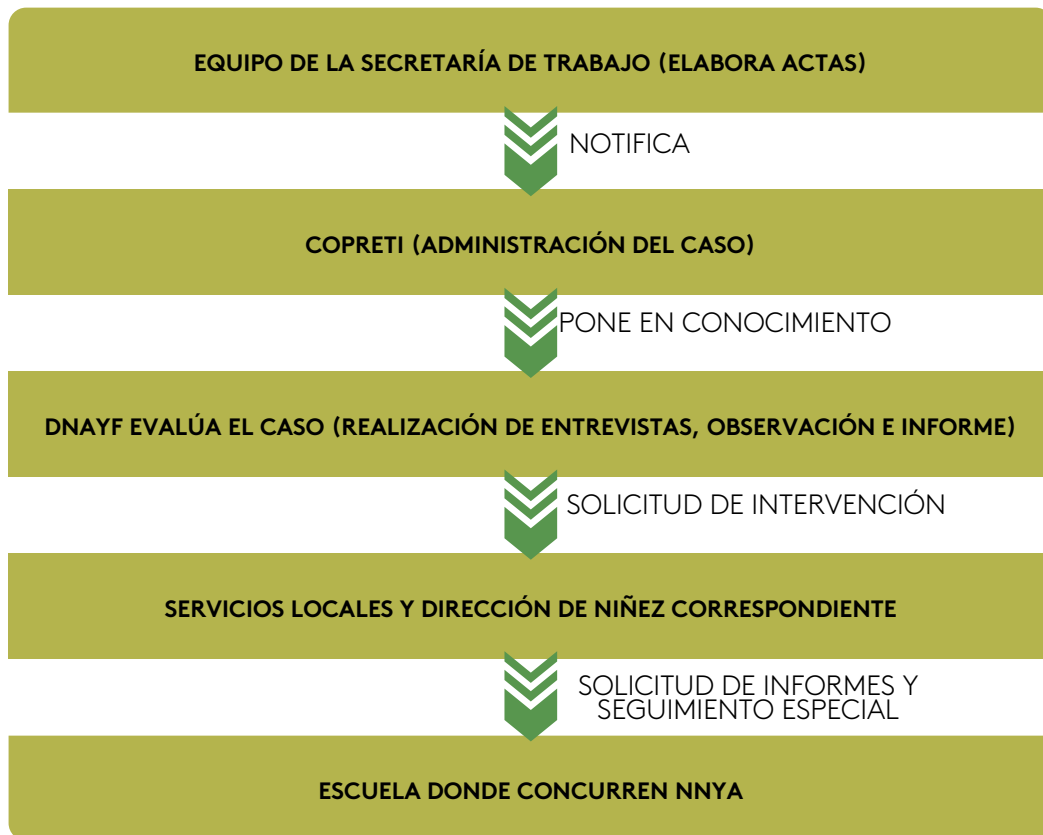 EQUIPO DE LA SECRETARÍA DE TRABAJO (ELABORA ACTAS)
NOTIFICA
COPRETI (ADMINISTRACIÓN DEL CASO)
PONE EN CONOCIMIENTO
DNAYF EVALÚA EL CASO (REALIZACIÓN DE ENTREVISTAS, OBSERVACIÓN E INFORME)
SOLICITUD DE INTERVENCIÓN
SERVICIOS LOCALES Y DIRECCIÓN DE NIÑEZ CORRESPONDIENTE
SOLICITUD DE INFORMES Y
SEGUIMIENTO ESPECIAL
ESCUELA DONDE CONCURREN NNYA